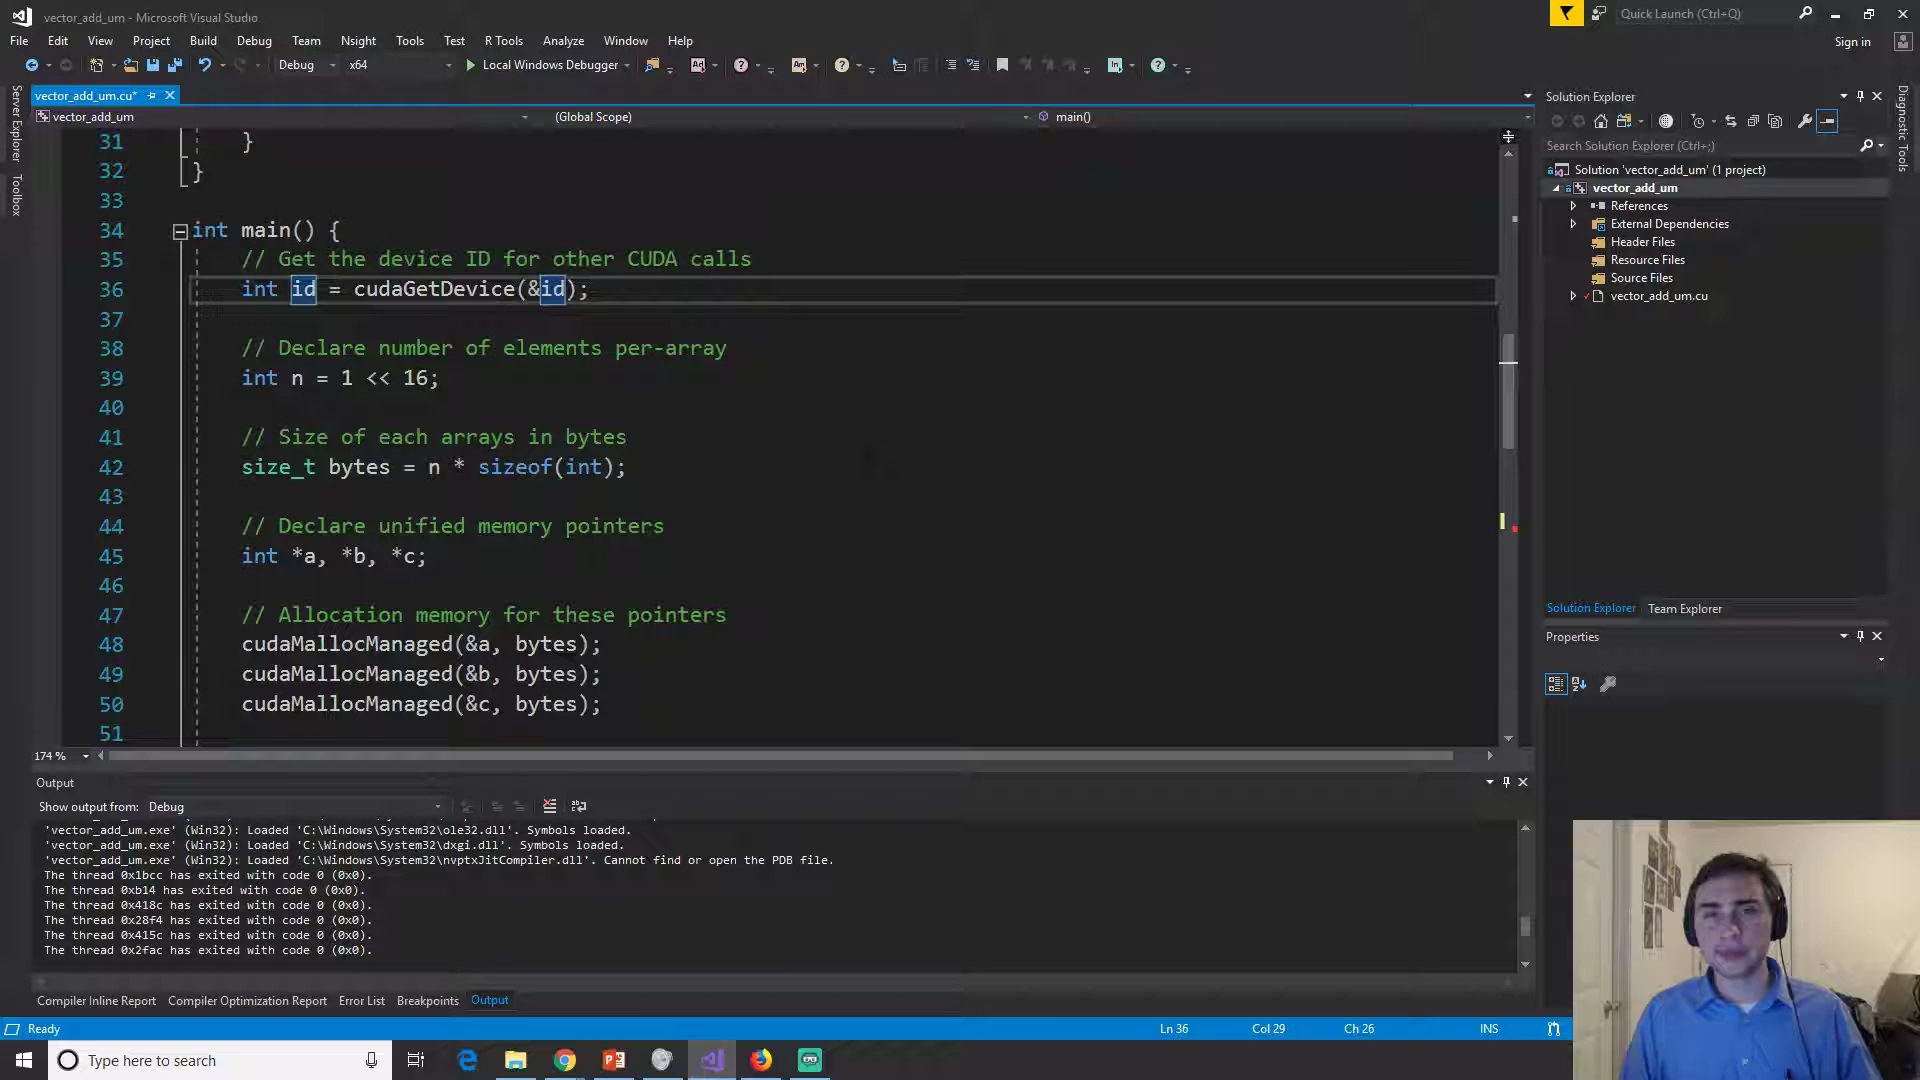 vector_add_um - Microsoft Visual Studio
Quick Launch (Ctrl+Q)
File Edit View Project Build Debug Team Nsight Tools Test R Tools Analyze Window Help
Sign in
Debug x64 Local Windows Debugger
vector_add_um.cu*
vector_add_um (Global Scope) main()
Server Explorer
Toolbox
31 }
32 }
33
34 int main() {
35 // Get the device ID for other CUDA calls
36 int id = cudaGetDevice(&id);
37
38 // Declare number of elements per-array
39 int n = 1 << 16;
40
41 // Size of each arrays in bytes
42 size_t bytes = n * sizeof(int);
43
44 // Declare unified memory pointers
45 int *a, *b, *c;
46
47 // Allocation memory for these pointers
48 cudaMallocManaged(&a, bytes);
49 cudaMallocManaged(&b, bytes);
50 cudaMallocManaged(&c, bytes);
51
174 %
Solution Explorer
Search Solution Explorer (Ctrl+;)
Solution 'vector_add_um' (1 project)
vector_add_um
References
External Dependencies
Header Files
Resource Files
Source Files
vector_add_um.cu
Solution Explorer Team Explorer
Properties
Diagnostic Tools
Output
Show output from: Debug
'vector_add_um.exe' (Win32): Loaded 'C:\Windows\System32\ole32.dll'. Symbols loaded.
'vector_add_um.exe' (Win32): Loaded 'C:\Windows\System32\dxgi.dll'. Symbols loaded.
'vector_add_um.exe' (Win32): Loaded 'C:\Windows\System32\nvptxJitCompiler.dll'. Cannot find or open the PDB file.
The thread 0x1bcc has exited with code 0 (0x0).
The thread 0xb14 has exited with code 0 (0x0).
The thread 0x418c has exited with code 0 (0x0).
The thread 0x28f4 has exited with code 0 (0x0).
The thread 0x415c has exited with code 0 (0x0).
The thread 0x2fac has exited with code 0 (0x0).
Compiler Inline Report Compiler Optimization Report Error List Breakpoints Output
Ready Ln 36 Col 29 Ch 26 INS
Type here to search